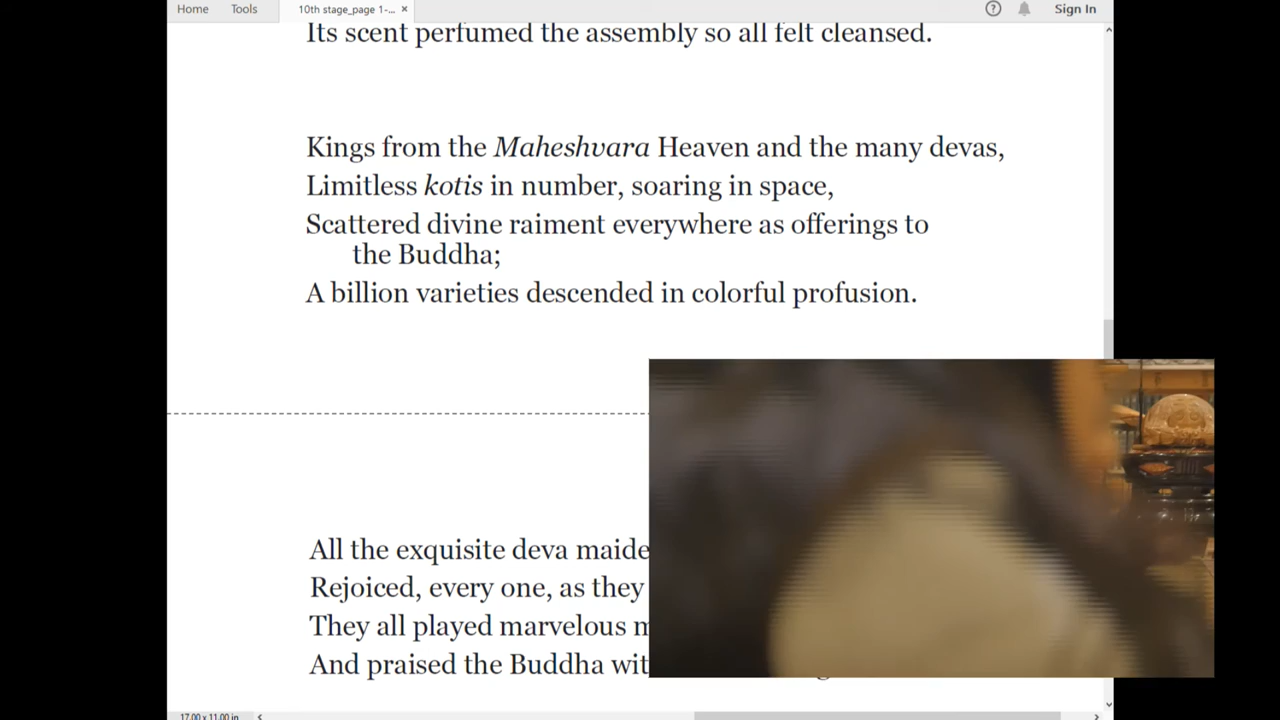 Home Tools 10th stage_page 1-... × Sign In
Its scent perfumed the assembly so all felt cleansed.
Kings from the Maheshvara Heaven and the many devas,
Limitless kotis in number, soaring in space,
Scattered divine raiment everywhere as offerings to
the Buddha;
A billion varieties descended in colorful profusion.
All the exquisite deva
Rejoiced, every one, as they
They all played marvelous
And praised the Buddha
17.00 x 11.00 in